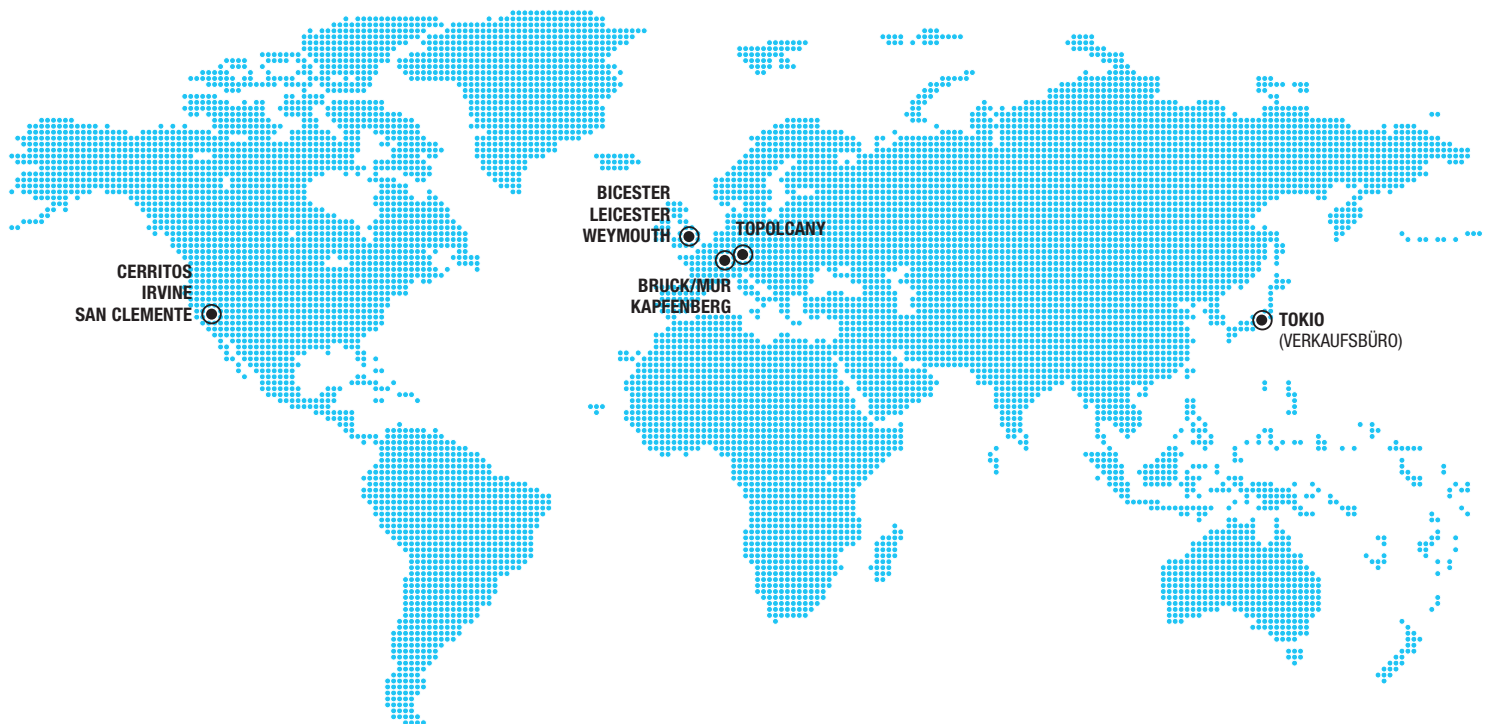 BICESTER
LEICESTER
WEYMOUTH
TOPOLCANY
CERRITOS
IRVINE
SAN CLEMENTE
BRUCK/MUR
KAPFENBERG
TOKIO
(VERKAUFSBÜRO)